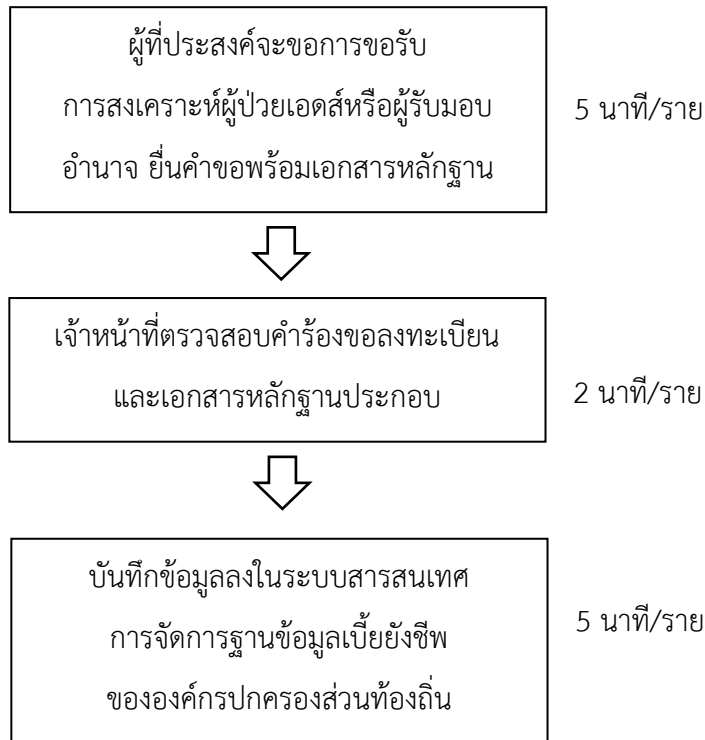 ผู้ที่ประสงค์จะขอการขอรับ
การสงเคราะห์ผู้ป่วยเอดส์หรือผู้รับมอบ
อำนาจ ยื่นคำขอพร้อมเอกสารหลักฐาน
5 นาที/ราย
เจ้าหน้าที่ตรวจสอบคำร้องขอลงทะเบียน
และเอกสารหลักฐานประกอบ
2 นาที/ราย
บันทึกข้อมูลลงในระบบสารสนเทศ
การจัดการฐานข้อมูลเบี้ยยังชีพ
ขององค์กรปกครองส่วนท้องถิ่น
5 นาที/ราย